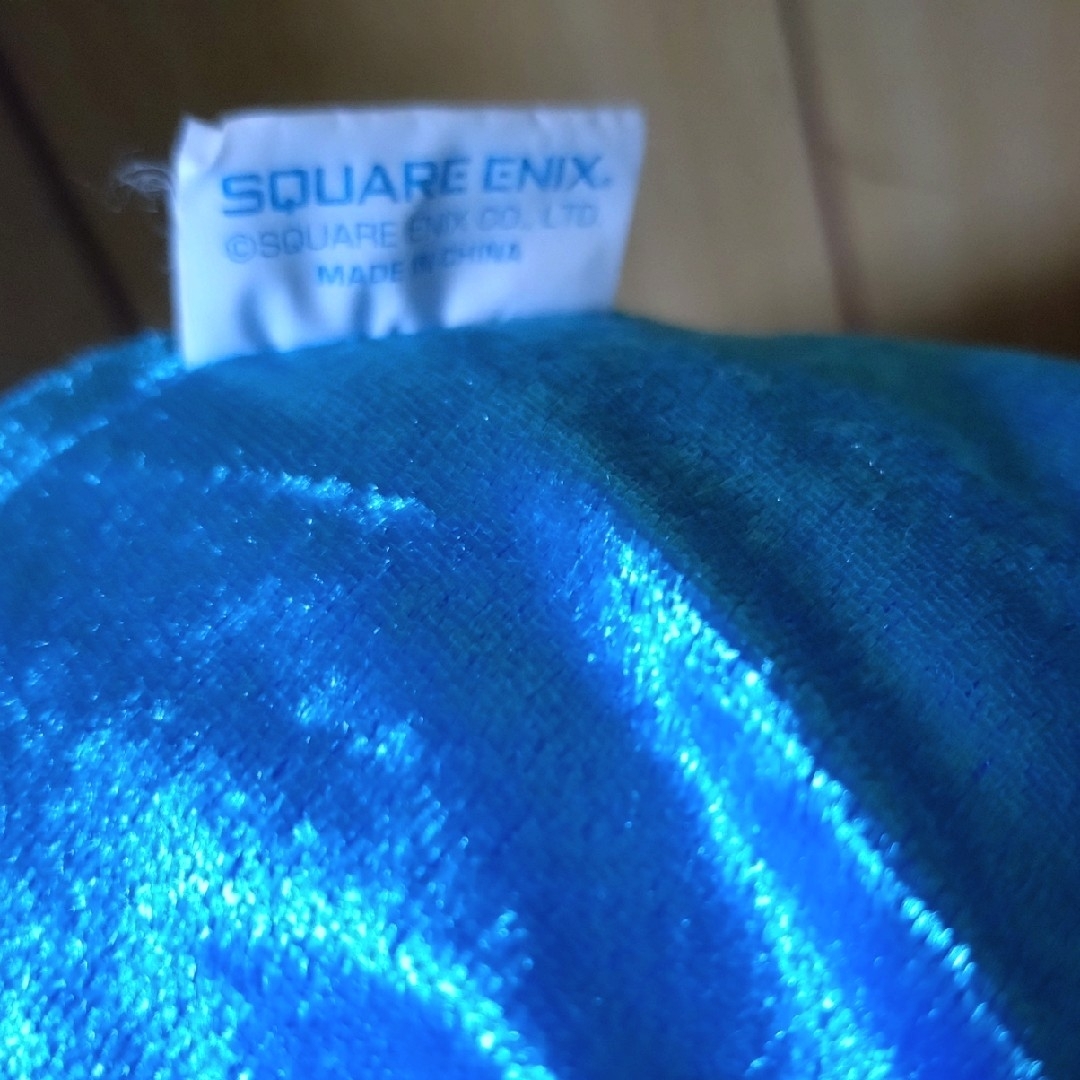 SQUARE ENIX.
©SQUARE ENIX CO., LTD.
MADE IN CHINA